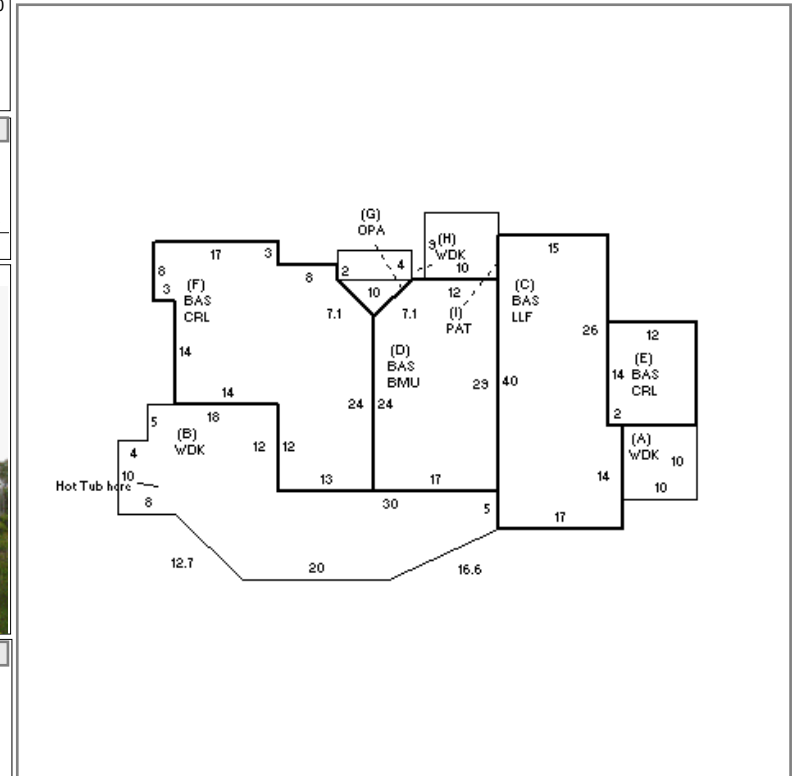 (G)
OPA
9
(H)
WDK
10
17
3
15
8
3
(F)
BAS
CRL
8
2
4
10
12
7.1
7.1
(I)
PAT
(C)
BAS
LLF
26
12
14
(E)
BAS
CRL
2
14
(D)
BAS
BMU
29
40
24
24
14
18
5
(B)
WDK
4
10
Hot Tub here
8
12
12
13
17
30
5
(A)
WDK
10
10
14
17
12.7
20
16.6